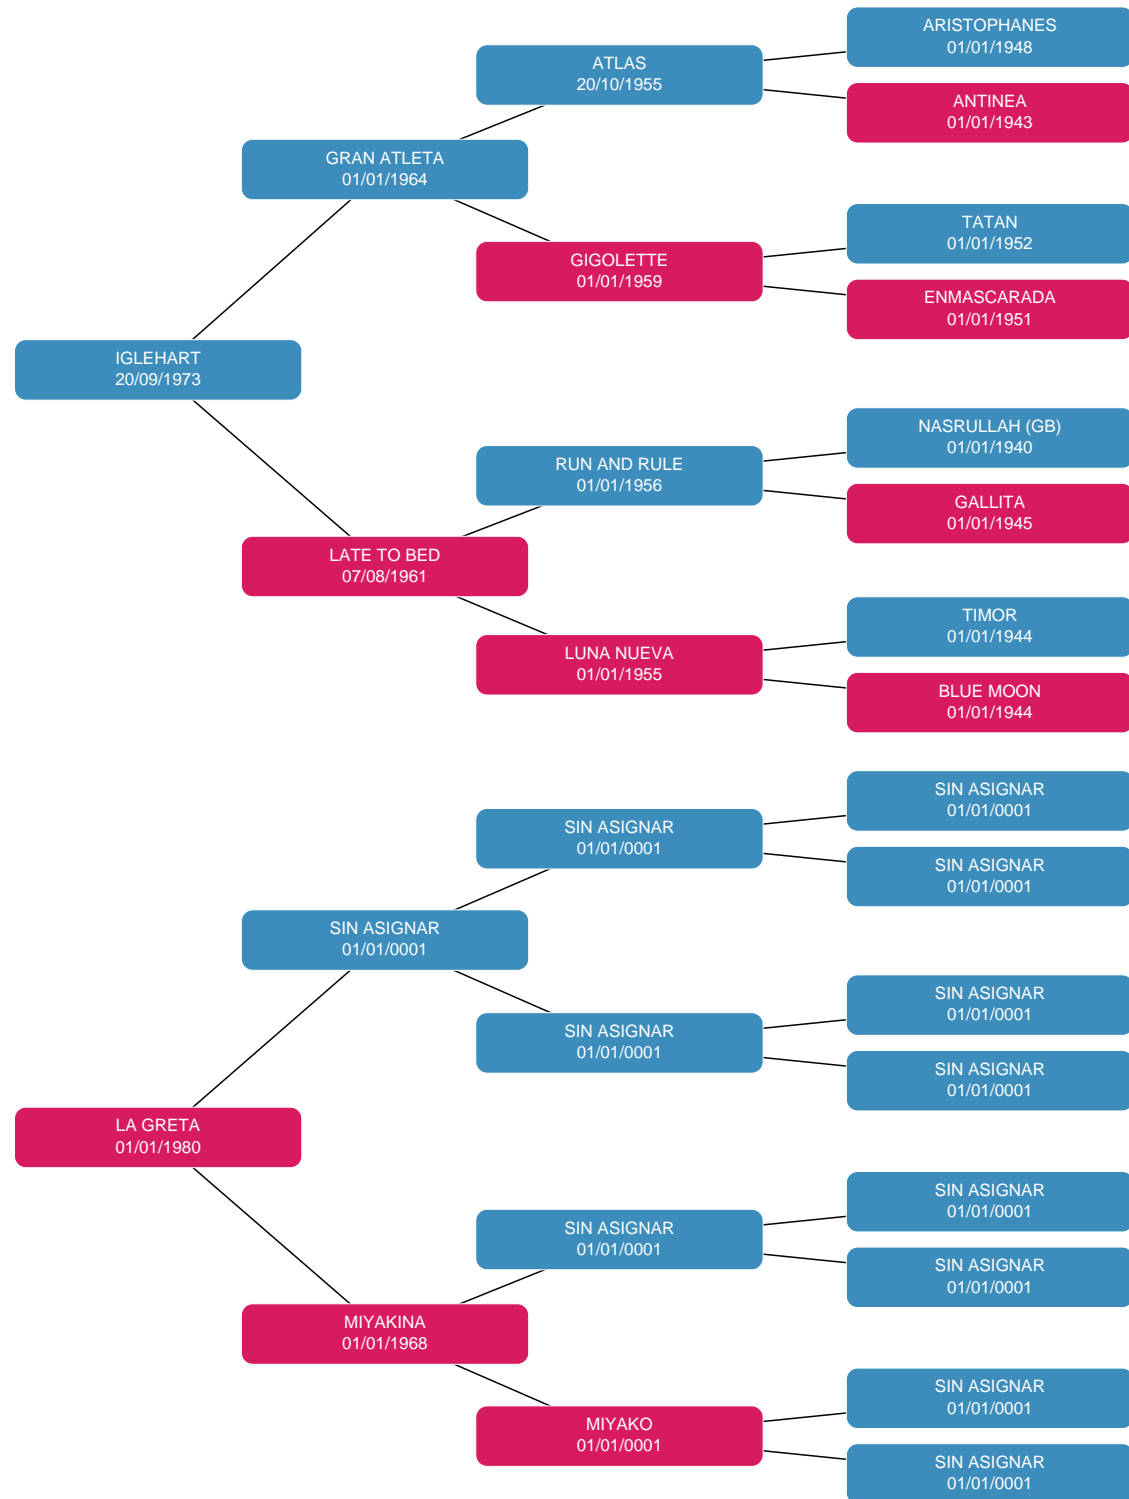 ARISTOPHANES
01/01/1948
ATLAS
20/10/1955
ANTINEA
01/01/1943
GRAN ATLETA
01/01/1964
TATAN
01/01/1952
GIGOLETTE
01/01/1959
ENMASCARADA
01/01/1951
IGLEHART
20/09/1973
NASRULLAH (GB)
01/01/1940
RUN AND RULE
01/01/1956
GALLITA
01/01/1945
LATE TO BED
07/08/1961
TIMOR
01/01/1944
LUNA NUEVA
01/01/1955
BLUE MOON
01/01/1944
SIN ASIGNAR
01/01/0001
SIN ASIGNAR
01/01/0001
SIN ASIGNAR
01/01/0001
SIN ASIGNAR
01/01/0001
SIN ASIGNAR
01/01/0001
SIN ASIGNAR
01/01/0001
SIN ASIGNAR
01/01/0001
LA GRETA
01/01/1980
SIN ASIGNAR
01/01/0001
SIN ASIGNAR
01/01/0001
SIN ASIGNAR
01/01/0001
MIYAKINA
01/01/1968
SIN ASIGNAR
01/01/0001
MIYAKO
01/01/0001
SIN ASIGNAR
01/01/0001